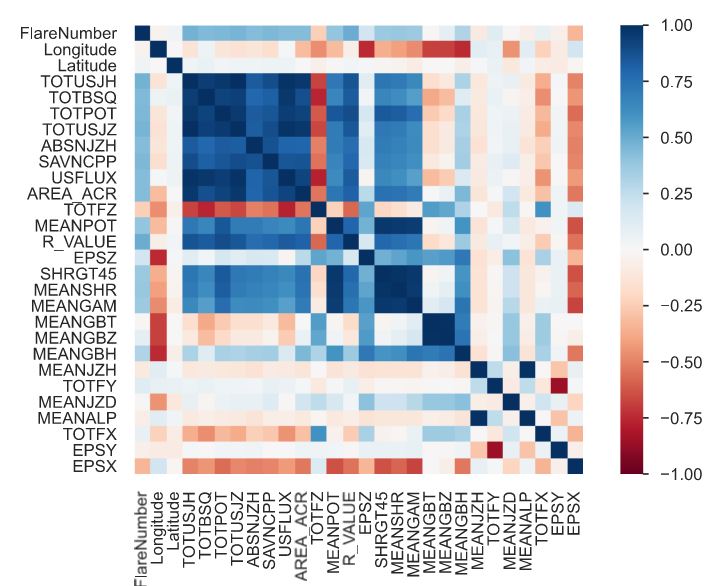 FlareNumber
Longitude
Latitude
TOTUSJH
TOTBSQ
TOTPOT
TOTUSJZ
ABSNJZH
SAVNCPP
USFLUX
AREA_ACR
TOTFZ
MEANPOT
R_VALUE
EPSZ
SHRGT45
MEANSHR
MEANGAM
MEANGBT
MEANGBZ
MEANGBH
MEANJZH
TOTFY
MEANJZD
MEANALP
TOTFX
EPSY
EPSX
FlareNumber
Longitude
Latitude
TOTUSJH
TOTBSQ
TOTPOT
TOTUSJZ
ABSNJZH
SAVNCPP
USFLUX
AREA_ACR
TOTFZ
MEANPOT
R_VALUE
EPSZ
SHRGT45
MEANSHR
MEANGAM
MEANGBT
MEANGBZ
MEANGBH
MEANJZH
TOTFY
MEANJZD
MEANALP
TOTFX
EPSY
EPSX
1.00
0.75
0.50
0.25
0.00
−0.25
−0.50
−0.75
−1.00